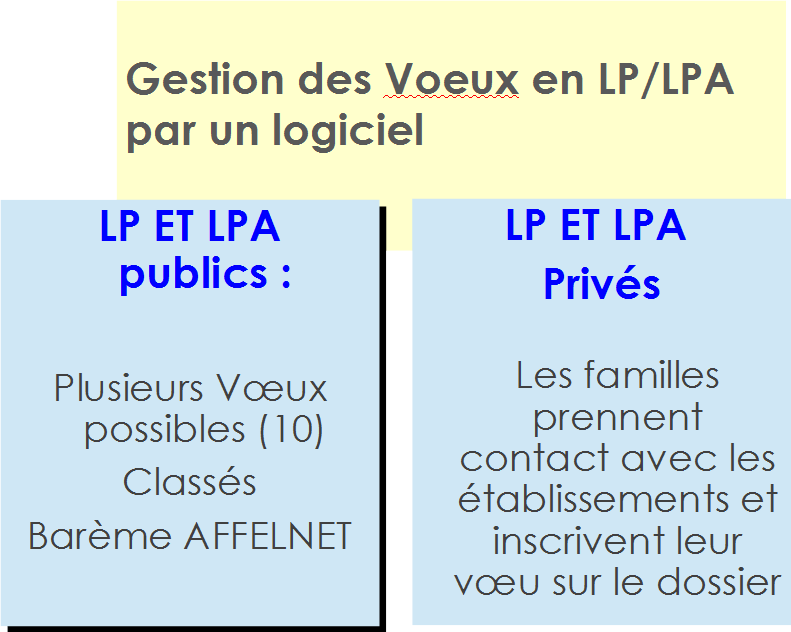 Gestion des Voeux en LP/LPA
par un logiciel
LP ET LPA
publics :
Plusieurs Vœux
possibles (10)
Classés
Barème AFFELNET
LP ET LPA
Privés
Les familles
prennent
contact avec les
établissements et
inscrivent leur
vœu sur le dossier